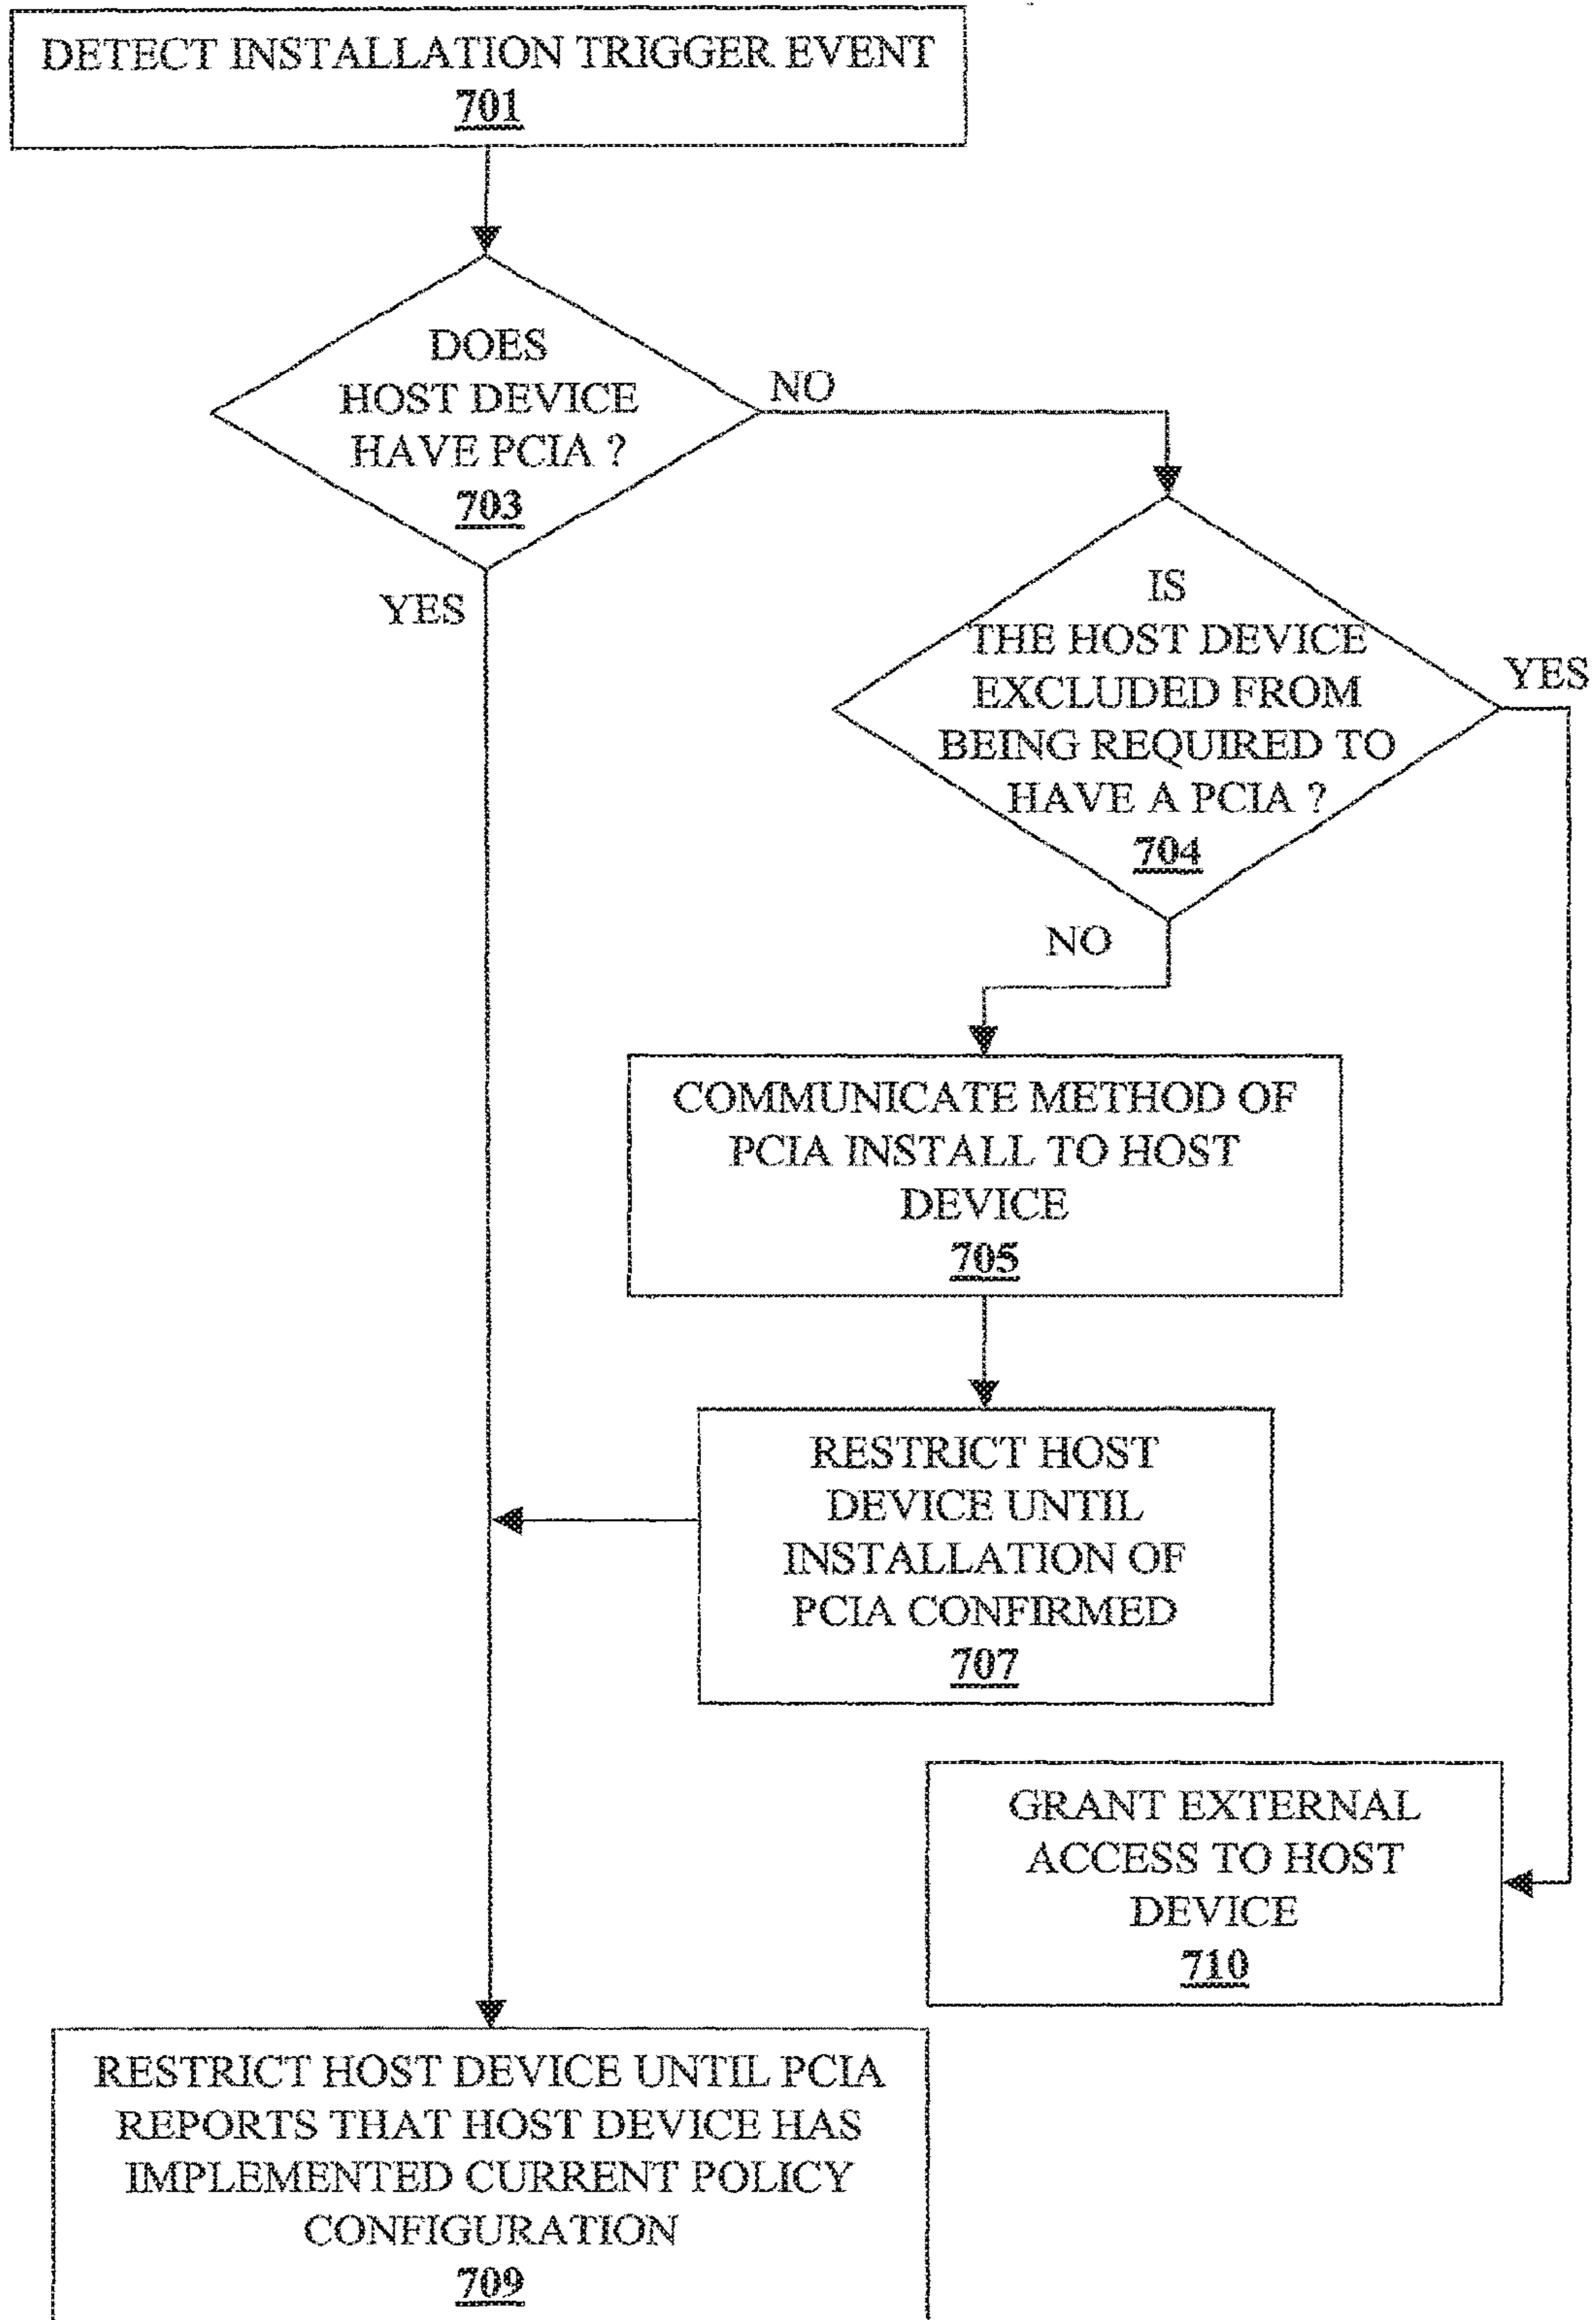 DETECT INSTALLATION TRIGGER EVENT
701
DOES
HOST DEVICE
HAVE PCIA ?
703
NO
YES
IS
THE HOST DEVICE
EXCLUDED FROM
BEING REQUIRED TO
HAVE A PCIA ?
704
YES
NO
COMMUNICATE METHOD OF
PCIA INSTALL TO HOST
DEVICE
705
RESTRICT HOST
DEVICE UNTIL
INSTALLATION OF
PCIA CONFIRMED
707
GRANT EXTERNAL
ACCESS TO HOST
DEVICE
710
RESTRICT HOST DEVICE UNTIL PCIA
REPORTS THAT HOST DEVICE HAS
IMPLEMENTED CURRENT POLICY
CONFIGURATION
709